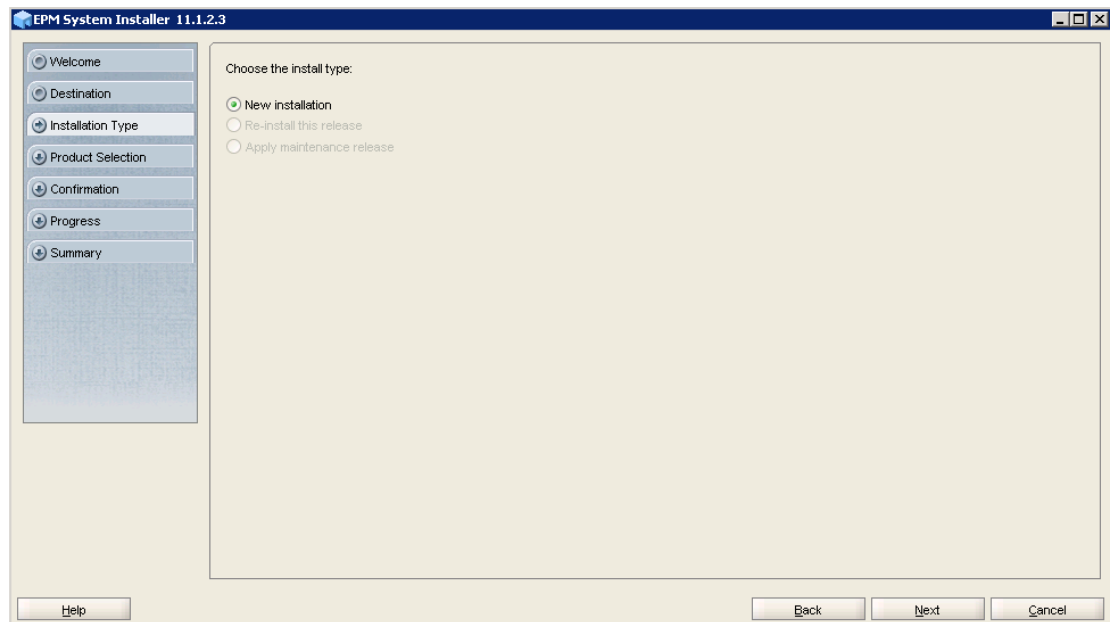 EPM System Installer 11.1.2.3
Welcome
Destination
Installation Type
Product Selection
Confirmation
Progress
Summary
Choose the install type:
New installation
Re-install this release
Apply maintenance release
Help
Back
Next
Cancel